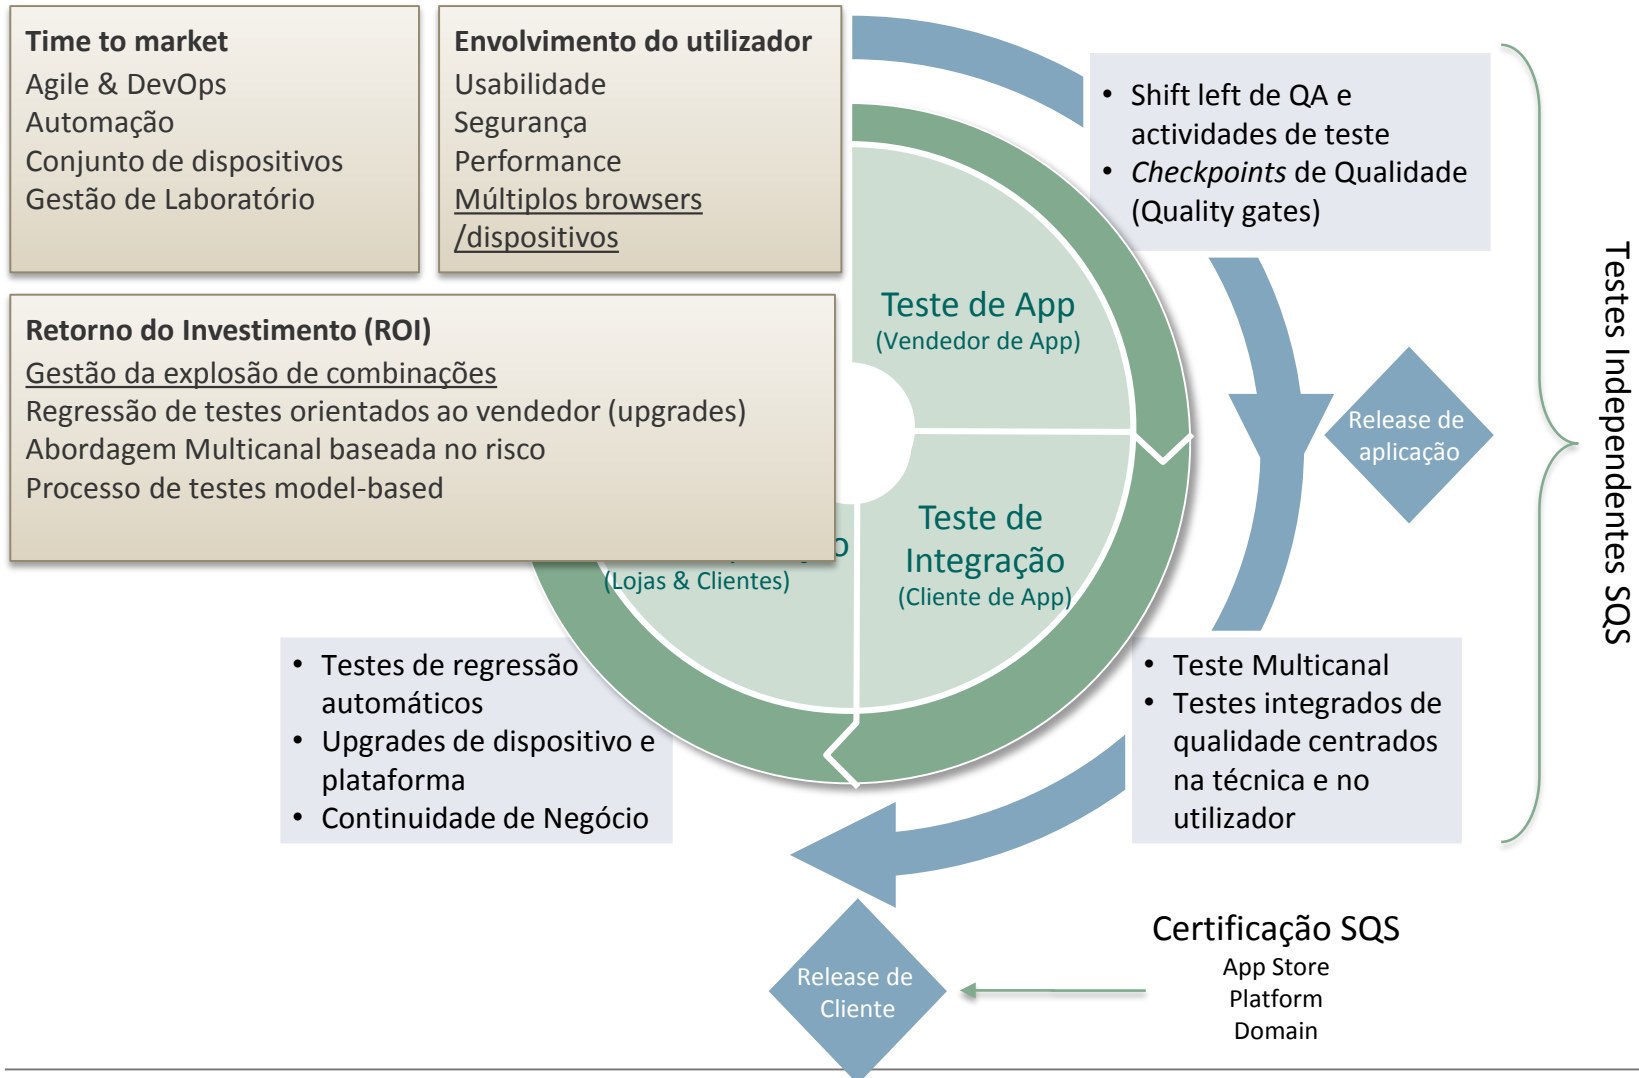 Time to market
Agile & DevOps
Automação
Conjunto de dispositivos
Gestão de Laboratório
Envolvimento do utilizador
Usabilidade
Segurança
Performance
Múltiplos browsers
/dispositivos
Retorno do Investimento (ROI)
Gestão da explosão de combinações
Regressão de testes orientados ao vendedor (upgrades)
Abordagem Multicanal baseada no risco
Processo de testes model-based
• Shift left de QA e
actividades de teste
• Checkpoints de Qualidade
(Quality gates)
Teste de App
(Vendedor de App)
Release de
aplicação
Testes Independentes SQS
Teste de
Integração
(Cliente de App)
(Lojas & Clientes)
• Testes de regressão
automáticos
• Upgrades de dispositivo e
plataforma
• Continuidade de Negócio
• Teste Multicanal
• Testes integrados de
qualidade centrados
na técnica e no
utilizador
Release de
Cliente
Certificação SQS
App Store
Platform
Domain